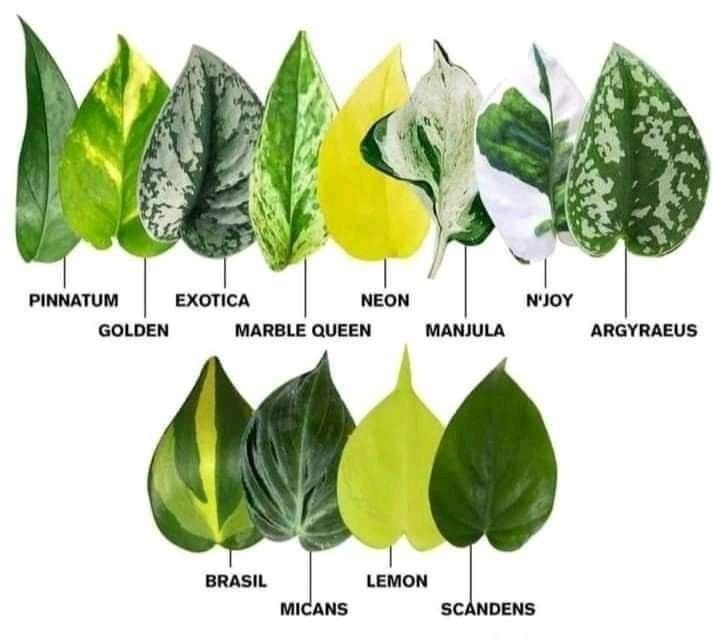 PINNATUM EXOTICA NEON N'JOY
GOLDEN MARBLE QUEEN MANJULA ARGYRAEUS
BRASIL LEMON
MICANS SCANDENS